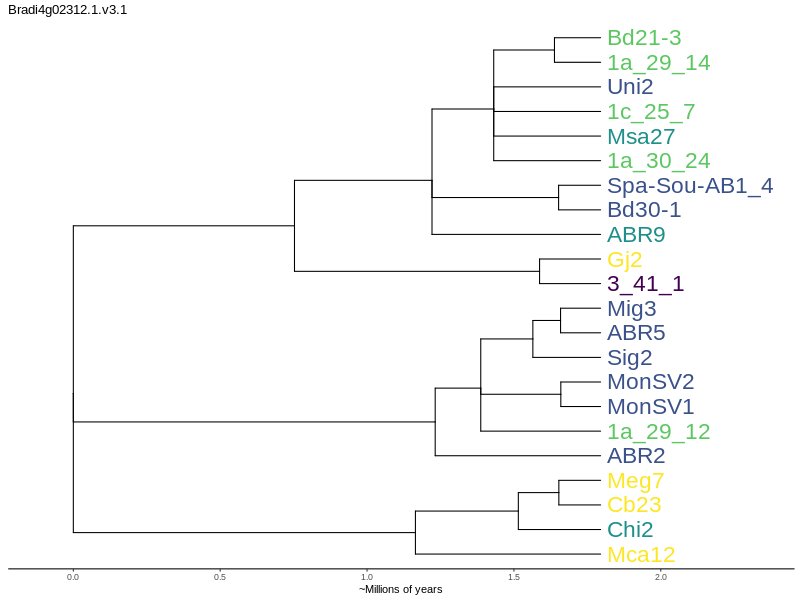 Bradi4g02312.1.v3.1
Bd21-3
1a_29_14
Uni2
1c_25_7
Msa27
1a_30_24
Spa-Sou-AB1_4
Bd30-1
ABR9
Gj2
3_41_1
Mig3
ABR5
Sig2
MonSV2
MonSV1
1a_29_12
ABR2
Meg7
Cb23
Chi2
Mca12
0.0 0.5 1.0 1.5 2.0
~Millions of years